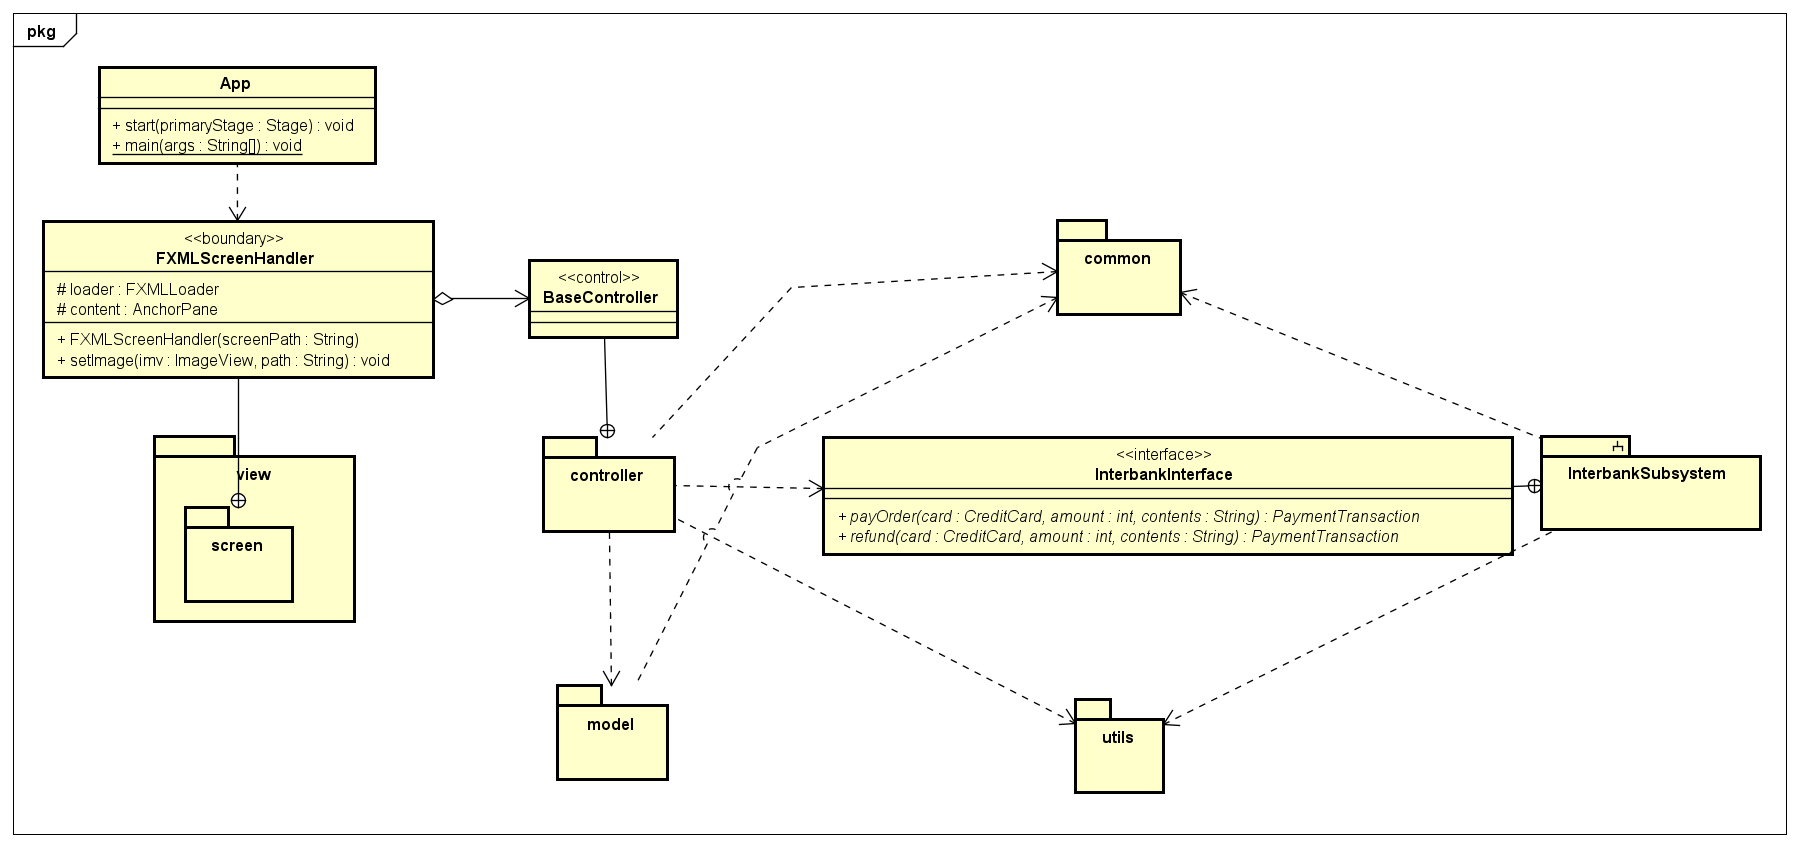 pkg
App
+ start(primaryStage : Stage) : void
+ main(args : String[]) : void
<<boundary>>
FXMLScreenHandler
# loader : FXMLLoader
# content : AnchorPane
+ FXMLScreenHandler(screenPath : String)
+ setImage(imv : ImageView, path : String) : void
<<control>>
BaseController
common
view
screen
controller
<<interface>>
InterbankInterface
+ payOrder(card : CreditCard, amount : int, contents : String) : PaymentTransaction
+ refund(card : CreditCard, amount : int, contents : String) : PaymentTransaction
InterbankSubsystem
model
utils